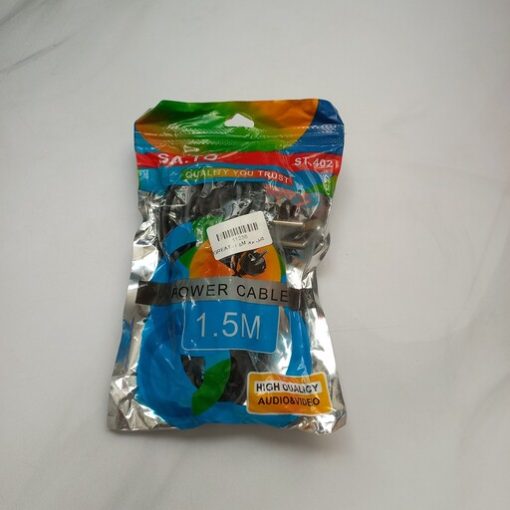 ST.402
QUALITY YOU TRUST
POWER CABLE
1.5M
HIGH QUALITY
AUDIO&VIDEO